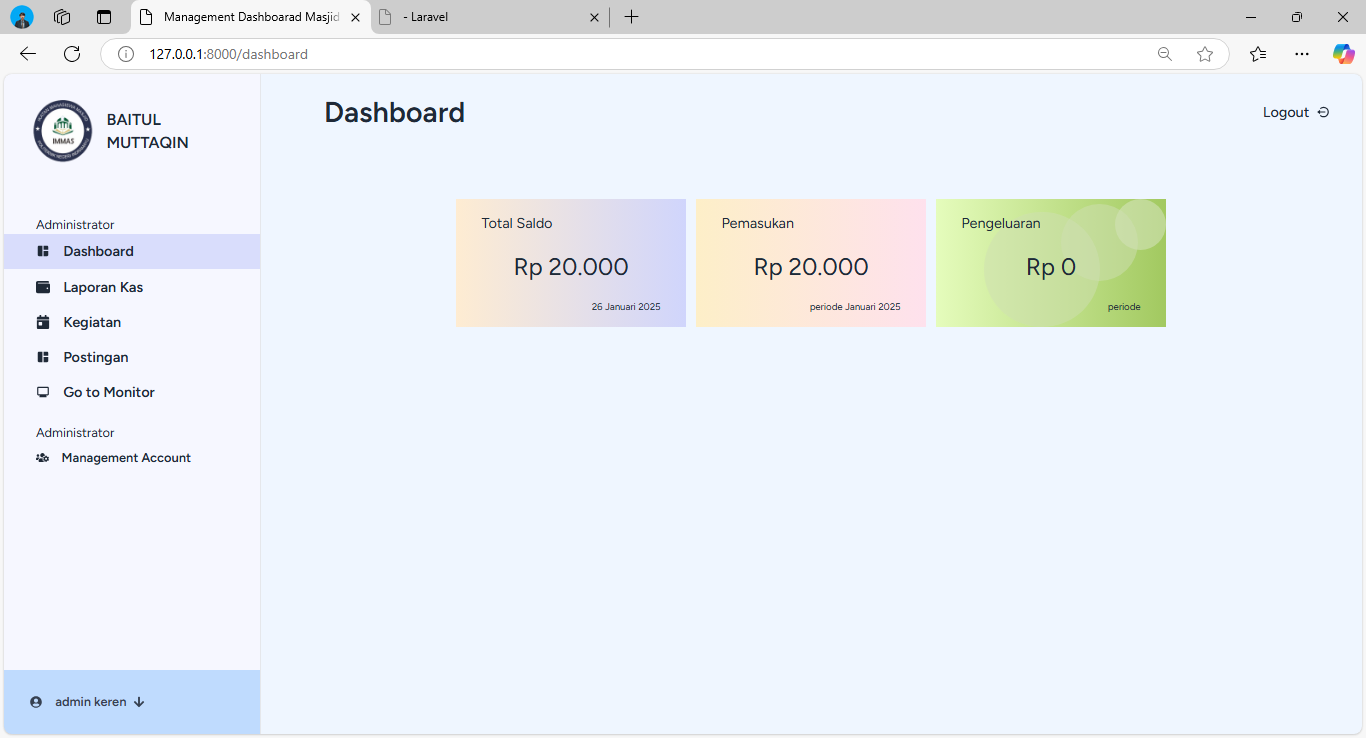 Management Dashboarad Masjid
- Laravel
127.0.0.1:8000/dashboard
IMMAS
BAITUL
MUTTAQIN
Dashboard
Logout
Administrator
Dashboard
Laporan Kas
Kegiatan
Postingan
Go to Monitor
Administrator
Management Account
Total Saldo
Rp 20.000
26 Januari 2025
Pemasukan
Rp 20.000
periode Januari 2025
Pengeluaran
Rp 0
periode
admin keren